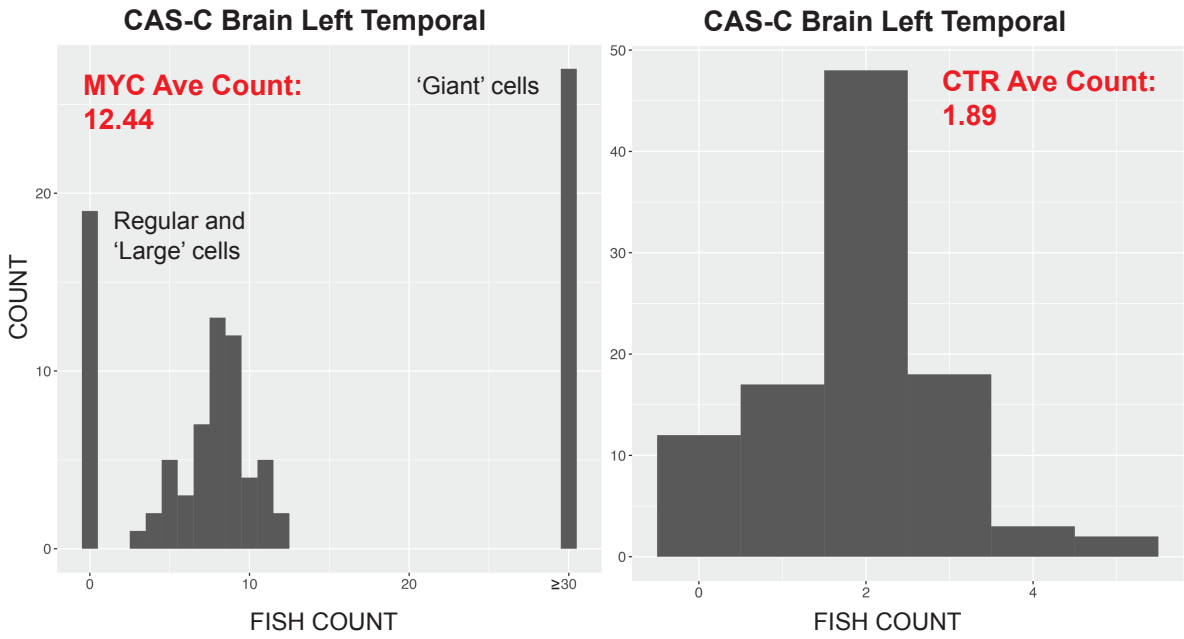 CAS-C Brain Left Temporal
MYC Ave Count:
12.44
‘Giant’ cells
Regular and
‘Large’ cells
COUNT
20
10
0
0
10
20
≥30
FISH COUNT
CAS-C Brain Left Temporal
CTR Ave Count:
1.89
50
40
30
20
10
0
0
2
4
FISH COUNT